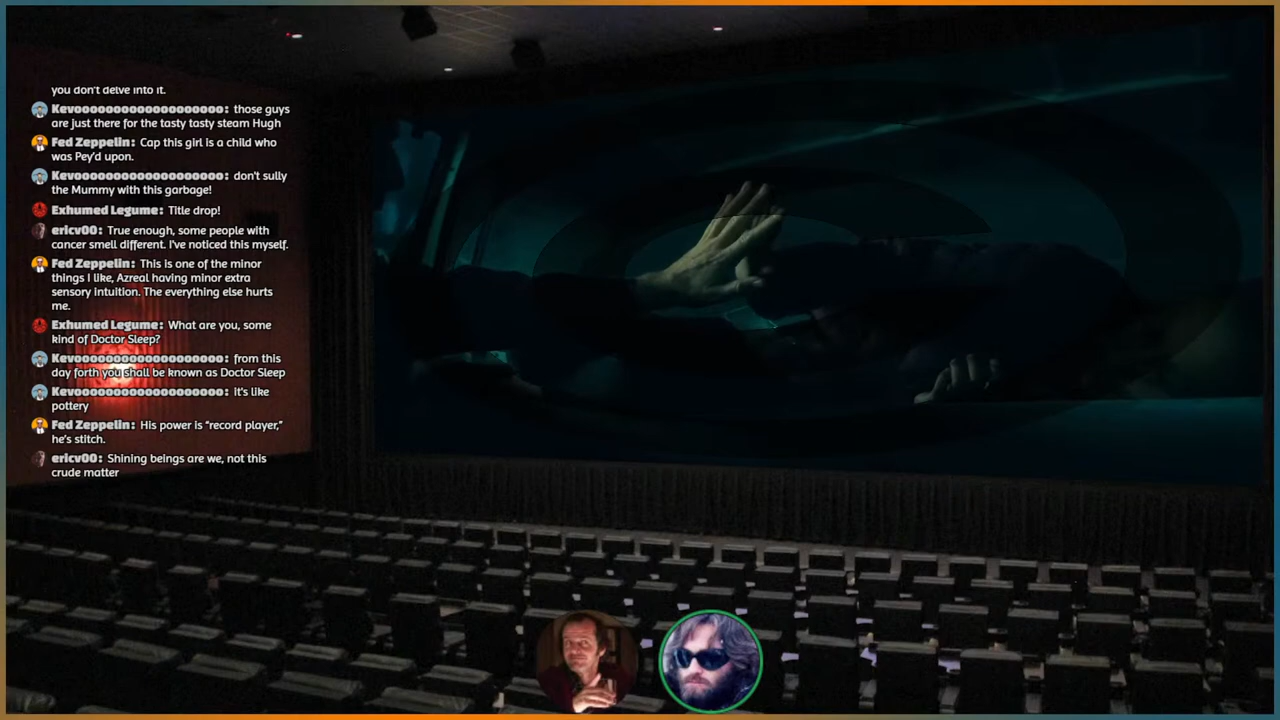 you don't delve into it.
Kevoooooooooooooooooooo: those guys
are just there for the tasty tasty steam Hugh
Fed Zeppelin: Cap this girl is a child who
was Pey'd upon.
Kevoooooooooooooooooooo: don't sully
the Mummy with this garbage!
Exhumed Legume: Title drop!
ericv00: True enough, some people with
cancer smell different. I've noticed this myself.
Fed Zeppelin: This is one of the minor
things I like, Azreal having minor extra
sensory intuition. The everything else hurts
me.
Exhumed Legume: What are you, some
kind of Doctor Sleep?
Kevoooooooooooooooooooo: from this
day forth you shall be known as Doctor Sleep
Kevoooooooooooooooooooo: it's like
pottery
Fed Zeppelin: His power is "record player,"
he's stitch.
ericv00: Shining beings are we, not this
crude matter